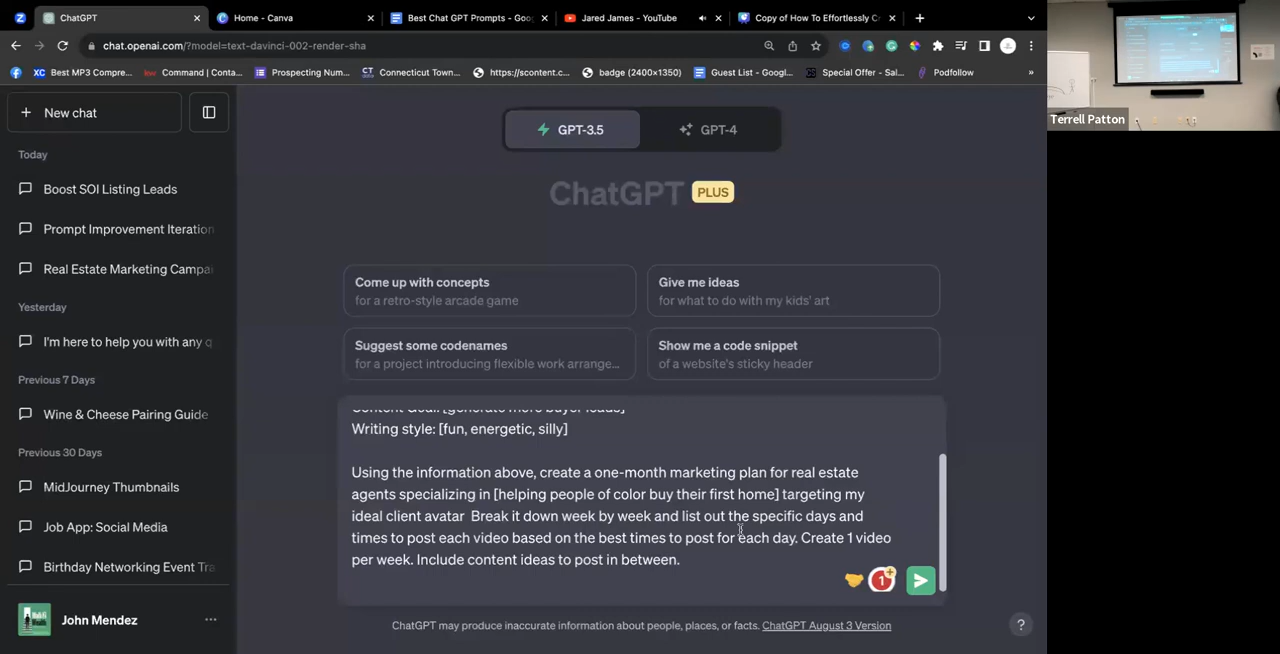 ChatGPT
Home - Canva
Best Chat GPT Prompts - Goo
Jared James - YouTube
Copy of How To Effortlessly C
chat.openai.com/?model=text-davinci-002-render-sha
Best MP3 Compre...
Command | Conta...
Prospecting Num...
Connecticut Town...
https://scontent.c...
badge (2400×1350)
Guest List - Googl...
Special Offer - Sal...
Podfollow
»
New chat
GPT-3.5
GPT-4
Terrell Patton
Today
ChatGPT PLUS
Boost SOI Listing Leads
Prompt Improvement Iteration
Real Estate Marketing Campa
Yesterday
I'm here to help you with any q
Previous 7 Days
Wine & Cheese Pairing Guide
Previous 30 Days
MidJourney Thumbnails
Job App: Social Media
Birthday Networking Event Tra
John Mendez
Come up with concepts
for a retro-style arcade game
Give me ideas
for what to do with my kids' art
Suggest some codenames
for a project introducing flexible work arrange...
Show me a code snippet
of a website's sticky header
Content Goal: [generate more buyer leads]
Writing style: [fun, energetic, silly]
Using the information above, create a one-month marketing plan for real estate
agents specializing in [helping people of color buy their first home] targeting my
ideal client avatar  Break it down week by week and list out the specific days and
times to post each video based on the best times to post for each day. Create 1 video
per week. Include content ideas to post in between.
1
ChatGPT may produce inaccurate information about people, places, or facts. ChatGPT August 3 Version
?